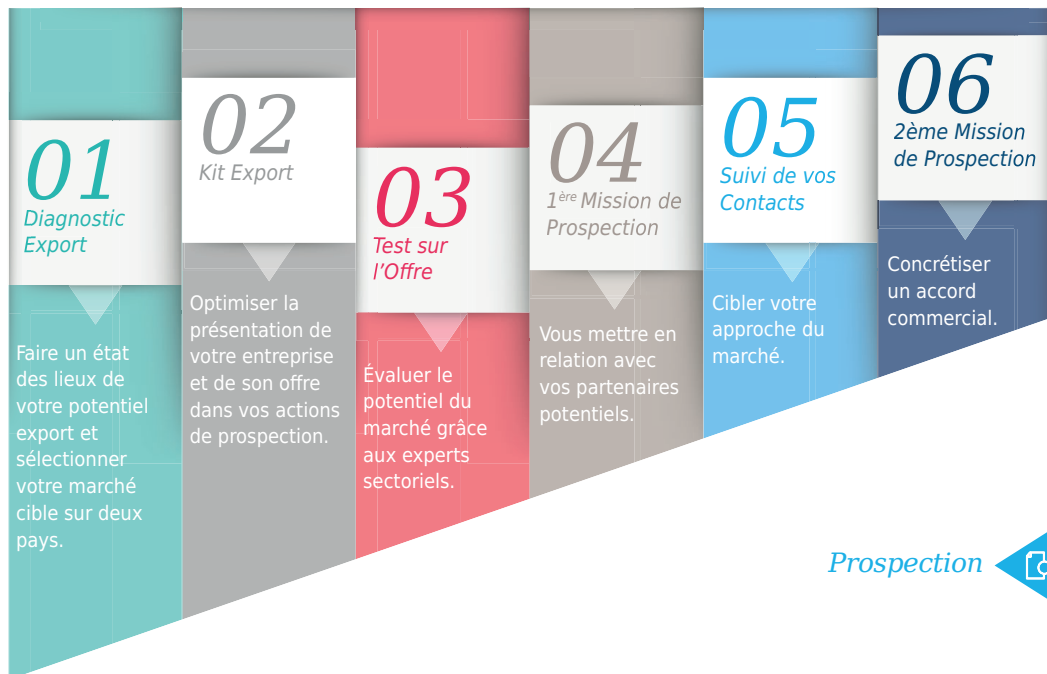 01
Diagnostic
Export
Faire un état
des lieux de
votre potentiel
export et
sélectionner
votre marché
cible sur deux
pays.
02
Kit Export
Optimiser la
présentation de
votre entreprise
et de son offre
dans vos actions
de prospection.
03
Test sur
l’Offre
Évaluer le
potentiel du
marché grâce
aux experts
sectoriels.
04
1ère Mission de
Prospection
Vous mettre en
relation avec
vos partenaires
potentiels.
05
Suivi de vos
Contacts
Cibler votre
approche du
marché.
06
2ème Mission
de Prospection
Concrétiser
un accord
commercial.
Prospection